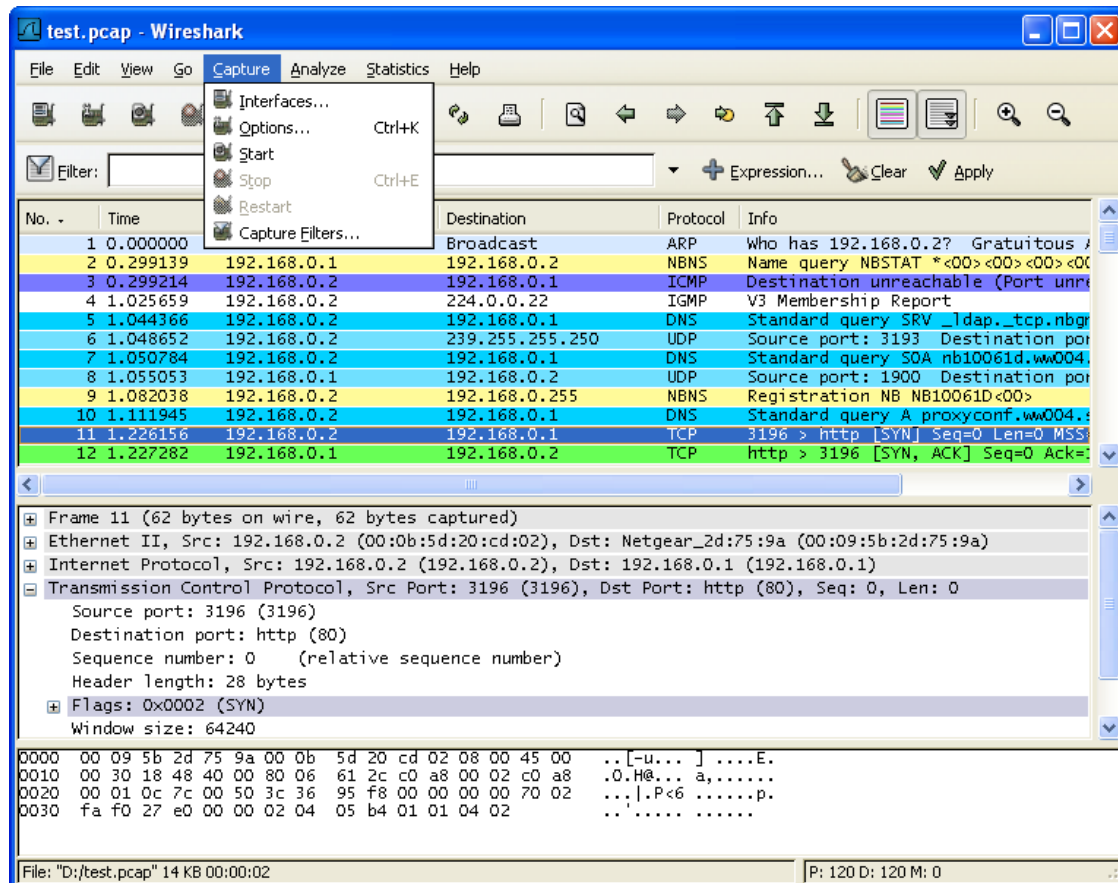 test.pcap - Wireshark
File Edit View Go Capture Analyze Statistics Help
Interfaces...
Options... Ctrl+K
Start
Stop Ctrl+E
Restart
Capture Filters...
Filter: Expression... Clear Apply
No. Time Destination Protocol Info
1 0.000000 Broadcast ARP Who has 192.168.0.2? Gratuitous
2 0.299139 192.168.0.1 192.168.0.2 NBNS Name query NBSTAT *<00><00><00><00
3 0.299214 192.168.0.2 192.168.0.1 ICMP Destination unreachable (Port unre
4 1.025659 192.168.0.2 224.0.0.22 IGMP V3 Membership Report
5 1.044366 192.168.0.2 192.168.0.1 DNS Standard query SRV _ldap._tcp.nbgr
6 1.048652 192.168.0.2 239.255.255.250 UDP Source port: 3193 Destination por
7 1.050784 192.168.0.2 192.168.0.1 DNS Standard query SOA nb10061d.ww004.
8 1.055053 192.168.0.1 192.168.0.2 UDP Source port: 1900 Destination por
9 1.082038 192.168.0.2 192.168.0.255 NBNS Registration NB NB10061D<00>
10 1.111945 192.168.0.2 192.168.0.1 DNS Standard query A proxyconf.ww004.s
11 1.226156 192.168.0.2 192.168.0.1 TCP 3196 > http [SYN] Seq=0 Len=0 MSS
12 1.227282 192.168.0.1 192.168.0.2 TCP http > 3196 [SYN, ACK] Seq=0 Ack=
Frame 11 (62 bytes on wire, 62 bytes captured)
Ethernet II, Src: 192.168.0.2 (00:0b:5d:20:cd:02), Dst: Netgear_2d:75:9a (00:09:5b:2d:75:9a)
Internet Protocol, Src: 192.168.0.2 (192.168.0.2), Dst: 192.168.0.1 (192.168.0.1)
Transmission Control Protocol, Src Port: 3196 (3196), Dst Port: http (80), Seq: 0, Len: 0
Source port: 3196 (3196)
Destination port: http (80)
Sequence number: 0 (relative sequence number)
Header length: 28 bytes
Flags: 0x0002 (SYN)
Window size: 64240
0000 00 09 5b 2d 75 9a 00 0b 5d 20 cd 02 08 00 45 00 ..[-u... ] ....E.
0010 00 30 18 48 40 00 80 06 61 2c c0 a8 00 02 c0 a8 .0.H@... a,......
0020 00 01 0c 7c 00 50 3c 36 95 f8 00 00 00 00 70 02 ...|.P<6 ......p.
0030 fa f0 27 e0 00 00 02 04 05 b4 01 01 04 02 ..'..... ......
File: "D:/test.pcap" 14 KB 00:00:02 P: 120 D: 120 M: 0